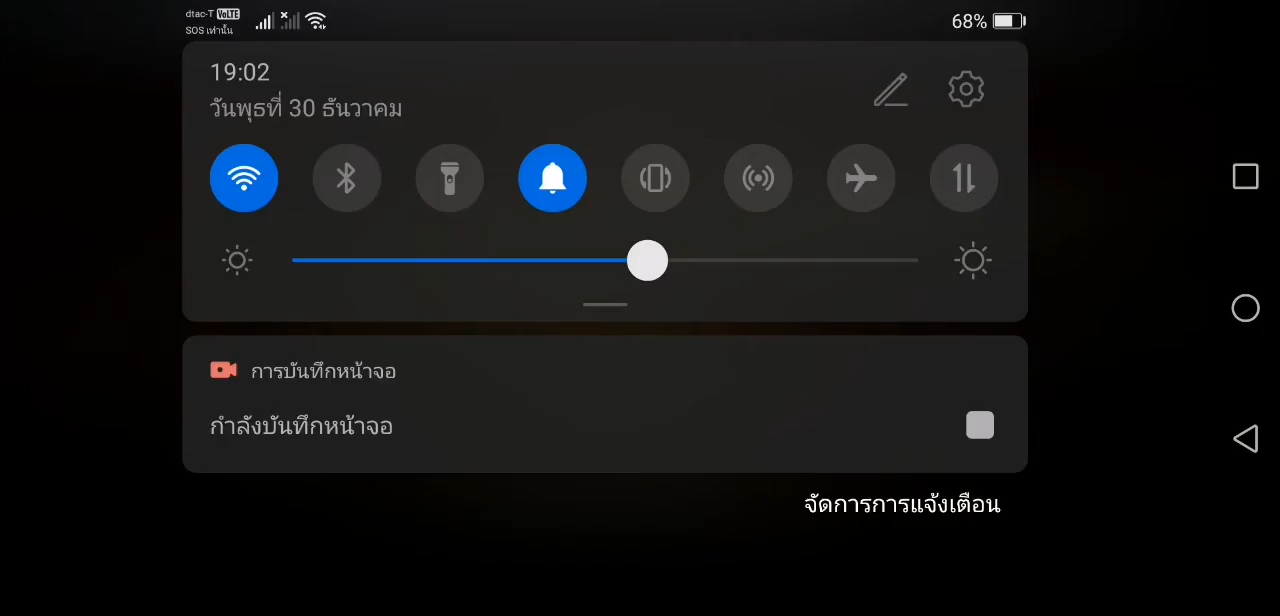 dtac-T VoLTE
SOS เท่านั้น
68%
19:02
วันพุธที่ 30 ธันวาคม
การบันทึกหน้าจอ
กำลังบันทึกหน้าจอ
จัดการการแจ้งเตือน